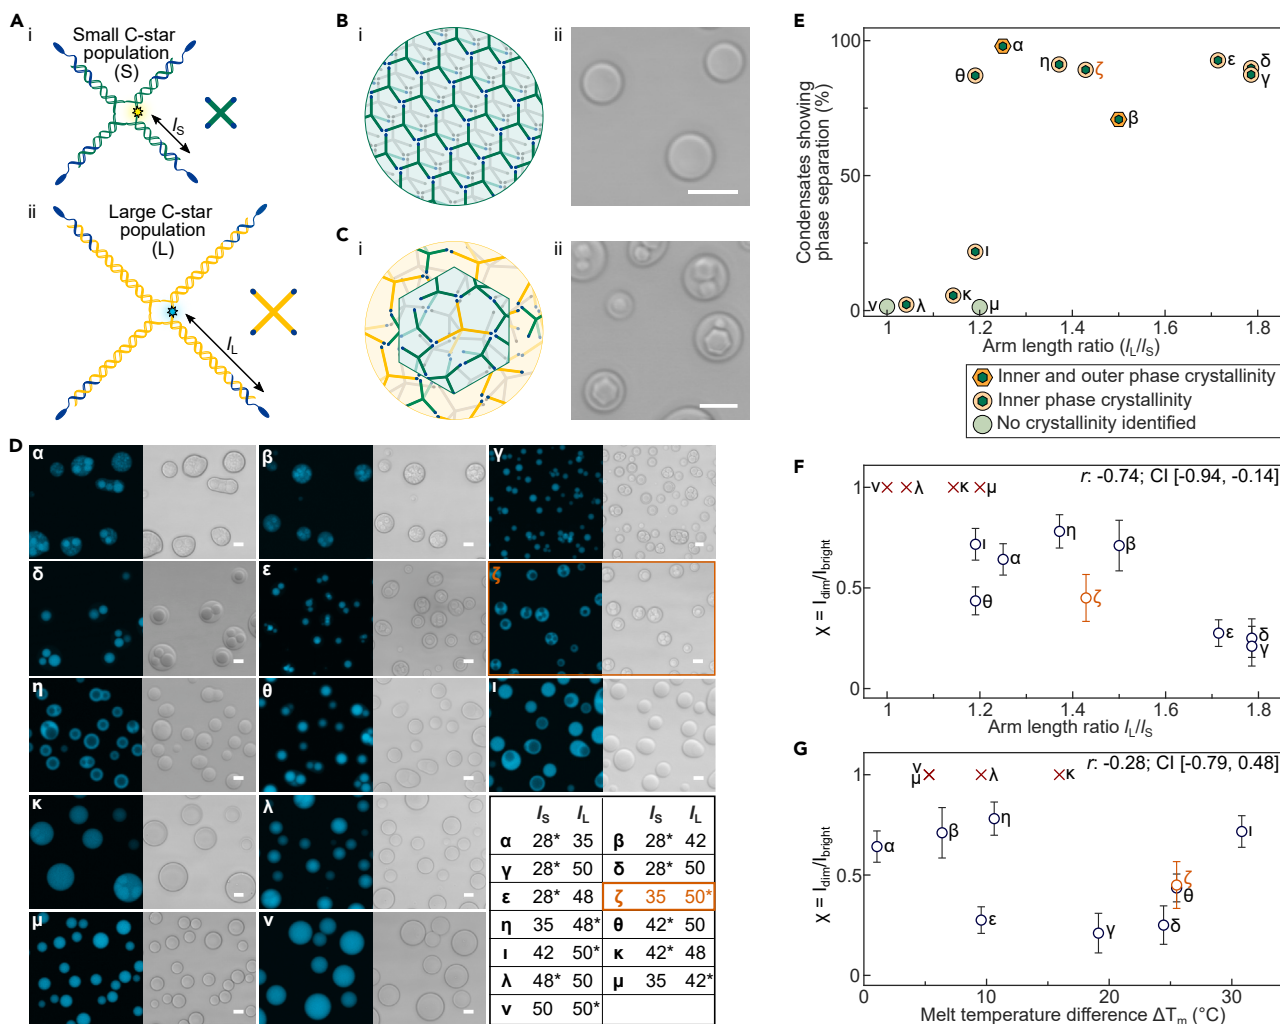 A
i
Small C-star
population
(S)
lS
ii
Large C-star
population
(L)
lL
B
i
ii
C
i
ii
D
α
β
γ
δ
ε
ζ
η
θ
ι
κ
λ
μ
ν
lS lL
α 28* 35 β 28* 42
γ 28* 50 δ 28* 50
ε 28* 48 ζ 35 50*
η 35 48* θ 42* 50
ι 42 50* κ 42* 48
λ 48* 50 μ 35 42*
ν 50 50*
E
Condensates showing
phase separation (%)
100
50
0
α
θ
η
ζ
ε
δ
γ
β
ι
κ
ν
λ
μ
1 1.2 1.4 1.6 1.8
Arm length ratio (lL/lS)
Inner and outer phase crystallinity
Inner phase crystallinity
No crystallinity identified
F
r: -0.74; CI [-0.94, -0.14]
χ = Idim/Ibright
1
0.5
0
ν
λ
κ
μ
ι
α
η
β
θ
ζ
ε
δ
γ
1 1.2 1.4 1.6 1.8
Arm length ratio lL/lS
G
r: -0.28; CI [-0.79, 0.48]
χ = Idim/Ibright
1
0.5
0
ν
μ
λ
κ
α
β
η
ι
ζ
θ
ε
γ
δ
0 10 20 30
Melt temperature difference ΔTm (°C)